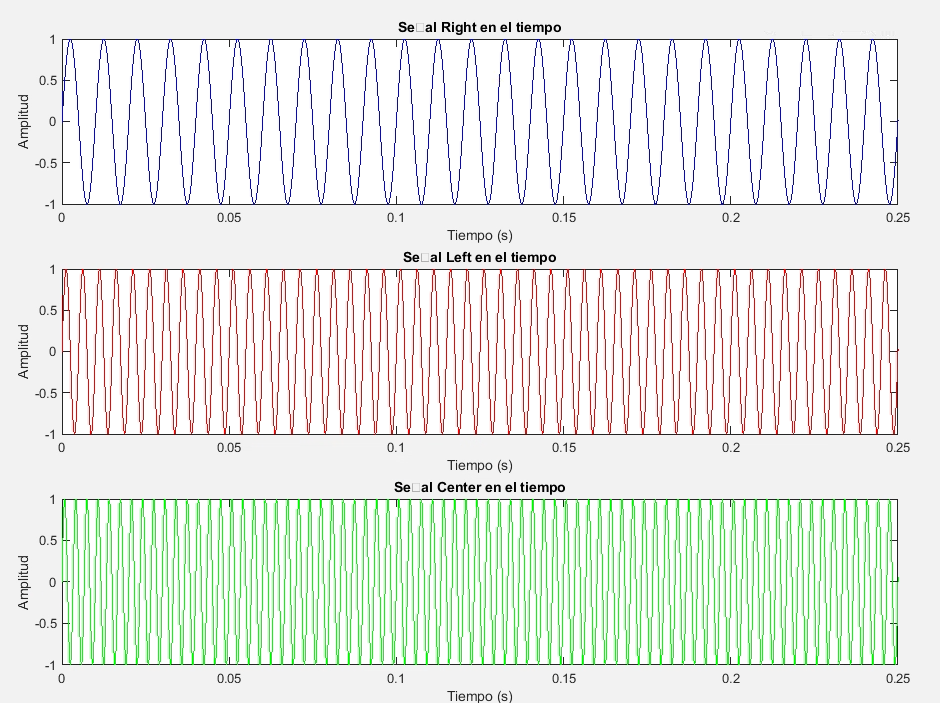 Se□al Right en el tiempo
1
0.5
0
-0.5
-1
Amplitud
0 0.05 0.1 0.15 0.2 0.25
Tiempo (s)
Se□al Left en el tiempo
1
0.5
0
-0.5
-1
Amplitud
0 0.05 0.1 0.15 0.2 0.25
Tiempo (s)
Se□al Center en el tiempo
1
0.5
0
-0.5
-1
Amplitud
0 0.05 0.1 0.15 0.2 0.25
Tiempo (s)